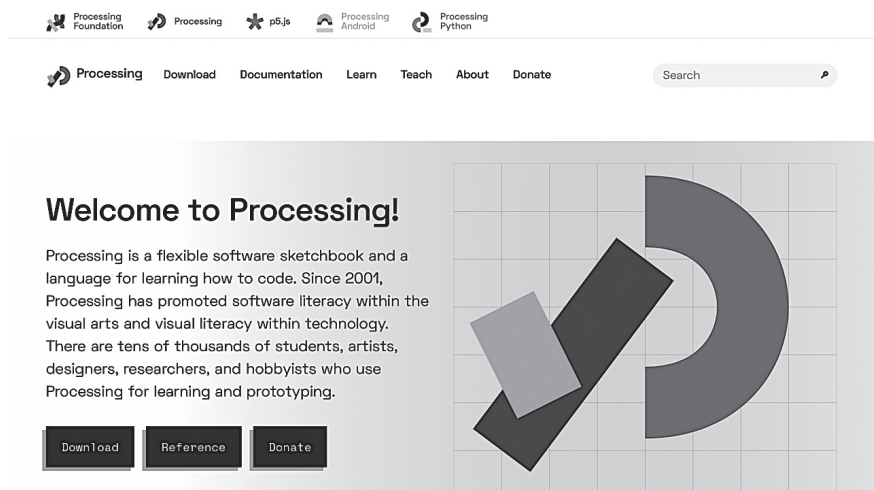 Processing
Foundation
Processing
p5.js
Processing
Android
Processing
Python
Processing
Download
Documentation
Learn
Teach
About
Donate
Search
Welcome to Processing!
Processing is a flexible software sketchbook and a
language for learning how to code. Since 2001,
Processing has promoted software literacy within the
visual arts and visual literacy within technology.
There are tens of thousands of students, artists,
designers, researchers, and hobbyists who use
Processing for learning and prototyping.
Download
Reference
Donate